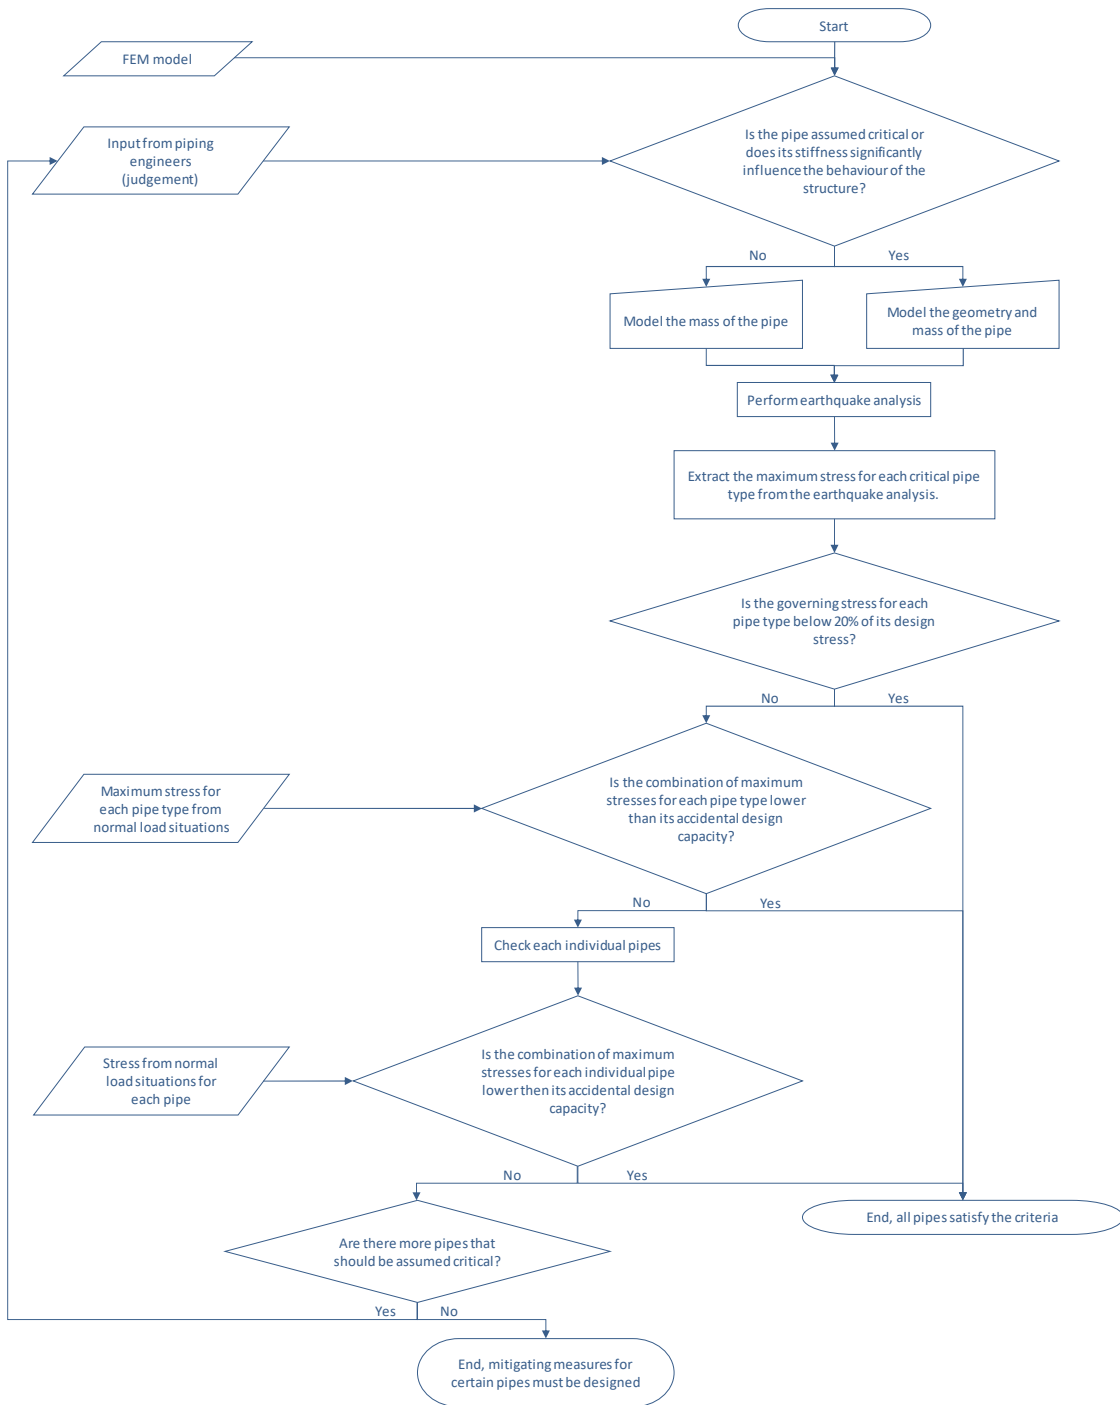 Start
FEM model
Input from piping
engineers
(judgement)
Is the pipe assumed critical or
does its stiffness significantly
influence the behaviour of the
structure?
No
Yes
Model the mass of the pipe
Model the geometry and
mass of the pipe
Perform earthquake analysis
Extract the maximum stress for each critical pipe
type from the earthquake analysis.
Is the governing stress for each
pipe type below 20% of its design
stress?
No
Yes
Maximum stress for
each pipe type from
normal load situations
Is the combination of maximum
stresses for each pipe type lower
than its accidental design
capacity?
No
Yes
Check each individual pipes
Stress from normal
load situations for
each pipe
Is the combination of maximum
stresses for each individual pipe
lower then its accidental design
capacity?
No
Yes
End, all pipes satisfy the criteria
Are there more pipes that
should be assumed critical?
Yes
No
End, mitigating measures for
certain pipes must be designed